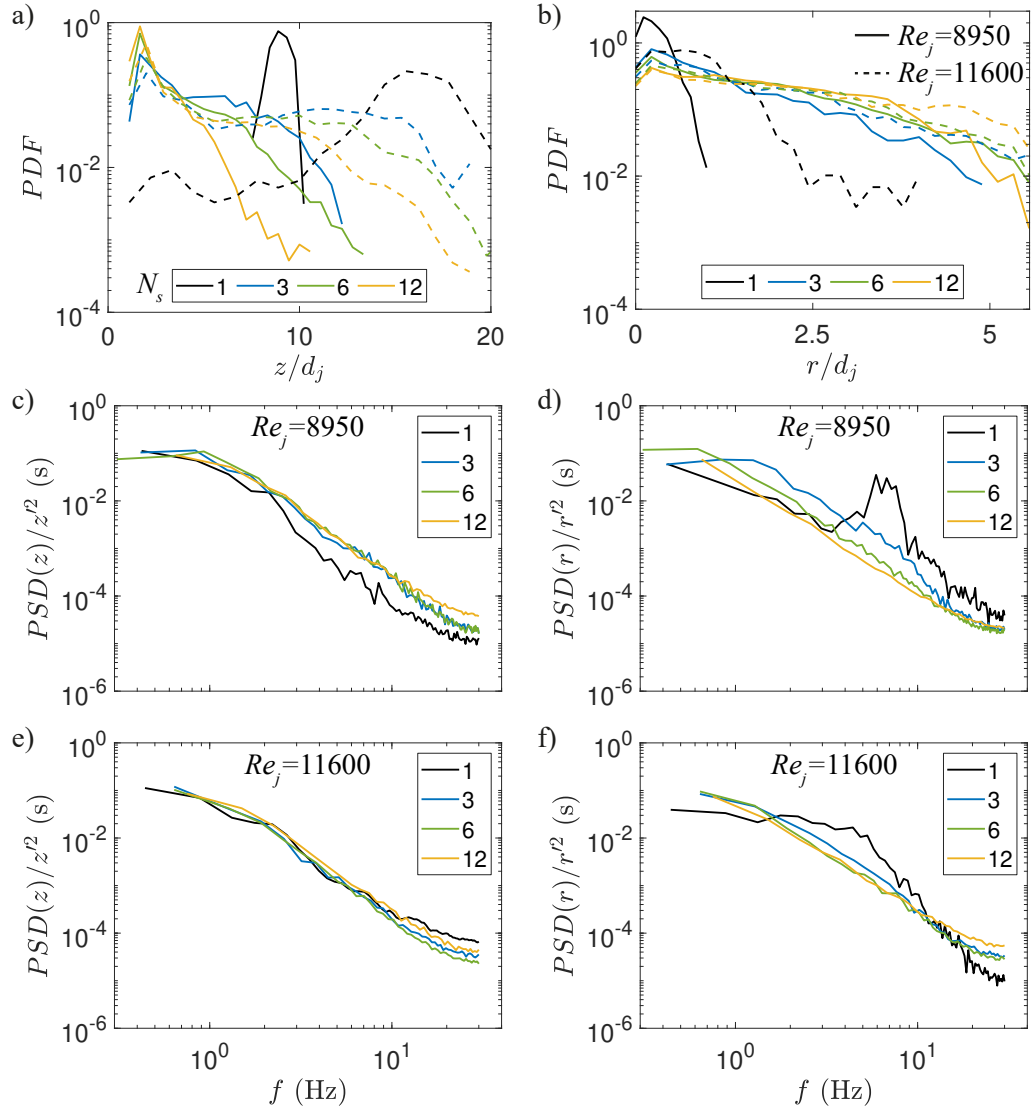 a)
PDF
10^0
10^-2
10^-4
N_s 1 3 6 12
0 10 20
z/d_j
b)
PDF
10^0
10^-2
10^-4
Re_j=8950
Re_j=11600
1 3 6 12
0 2.5 5
r/d_j
c)
PSD(z)/z'^2 (s)
10^0
10^-2
10^-4
10^-6
Re_j=8950
1
3
6
12
d)
PSD(r)/r'^2 (s)
10^0
10^-2
10^-4
10^-6
Re_j=8950
1
3
6
12
e)
PSD(z)/z'^2 (s)
10^0
10^-2
10^-4
10^-6
Re_j=11600
1
3
6
12
10^0 10^1
f (Hz)
f)
PSD(r)/r'^2 (s)
10^0
10^-2
10^-4
10^-6
Re_j=11600
1
3
6
12
10^0 10^1
f (Hz)